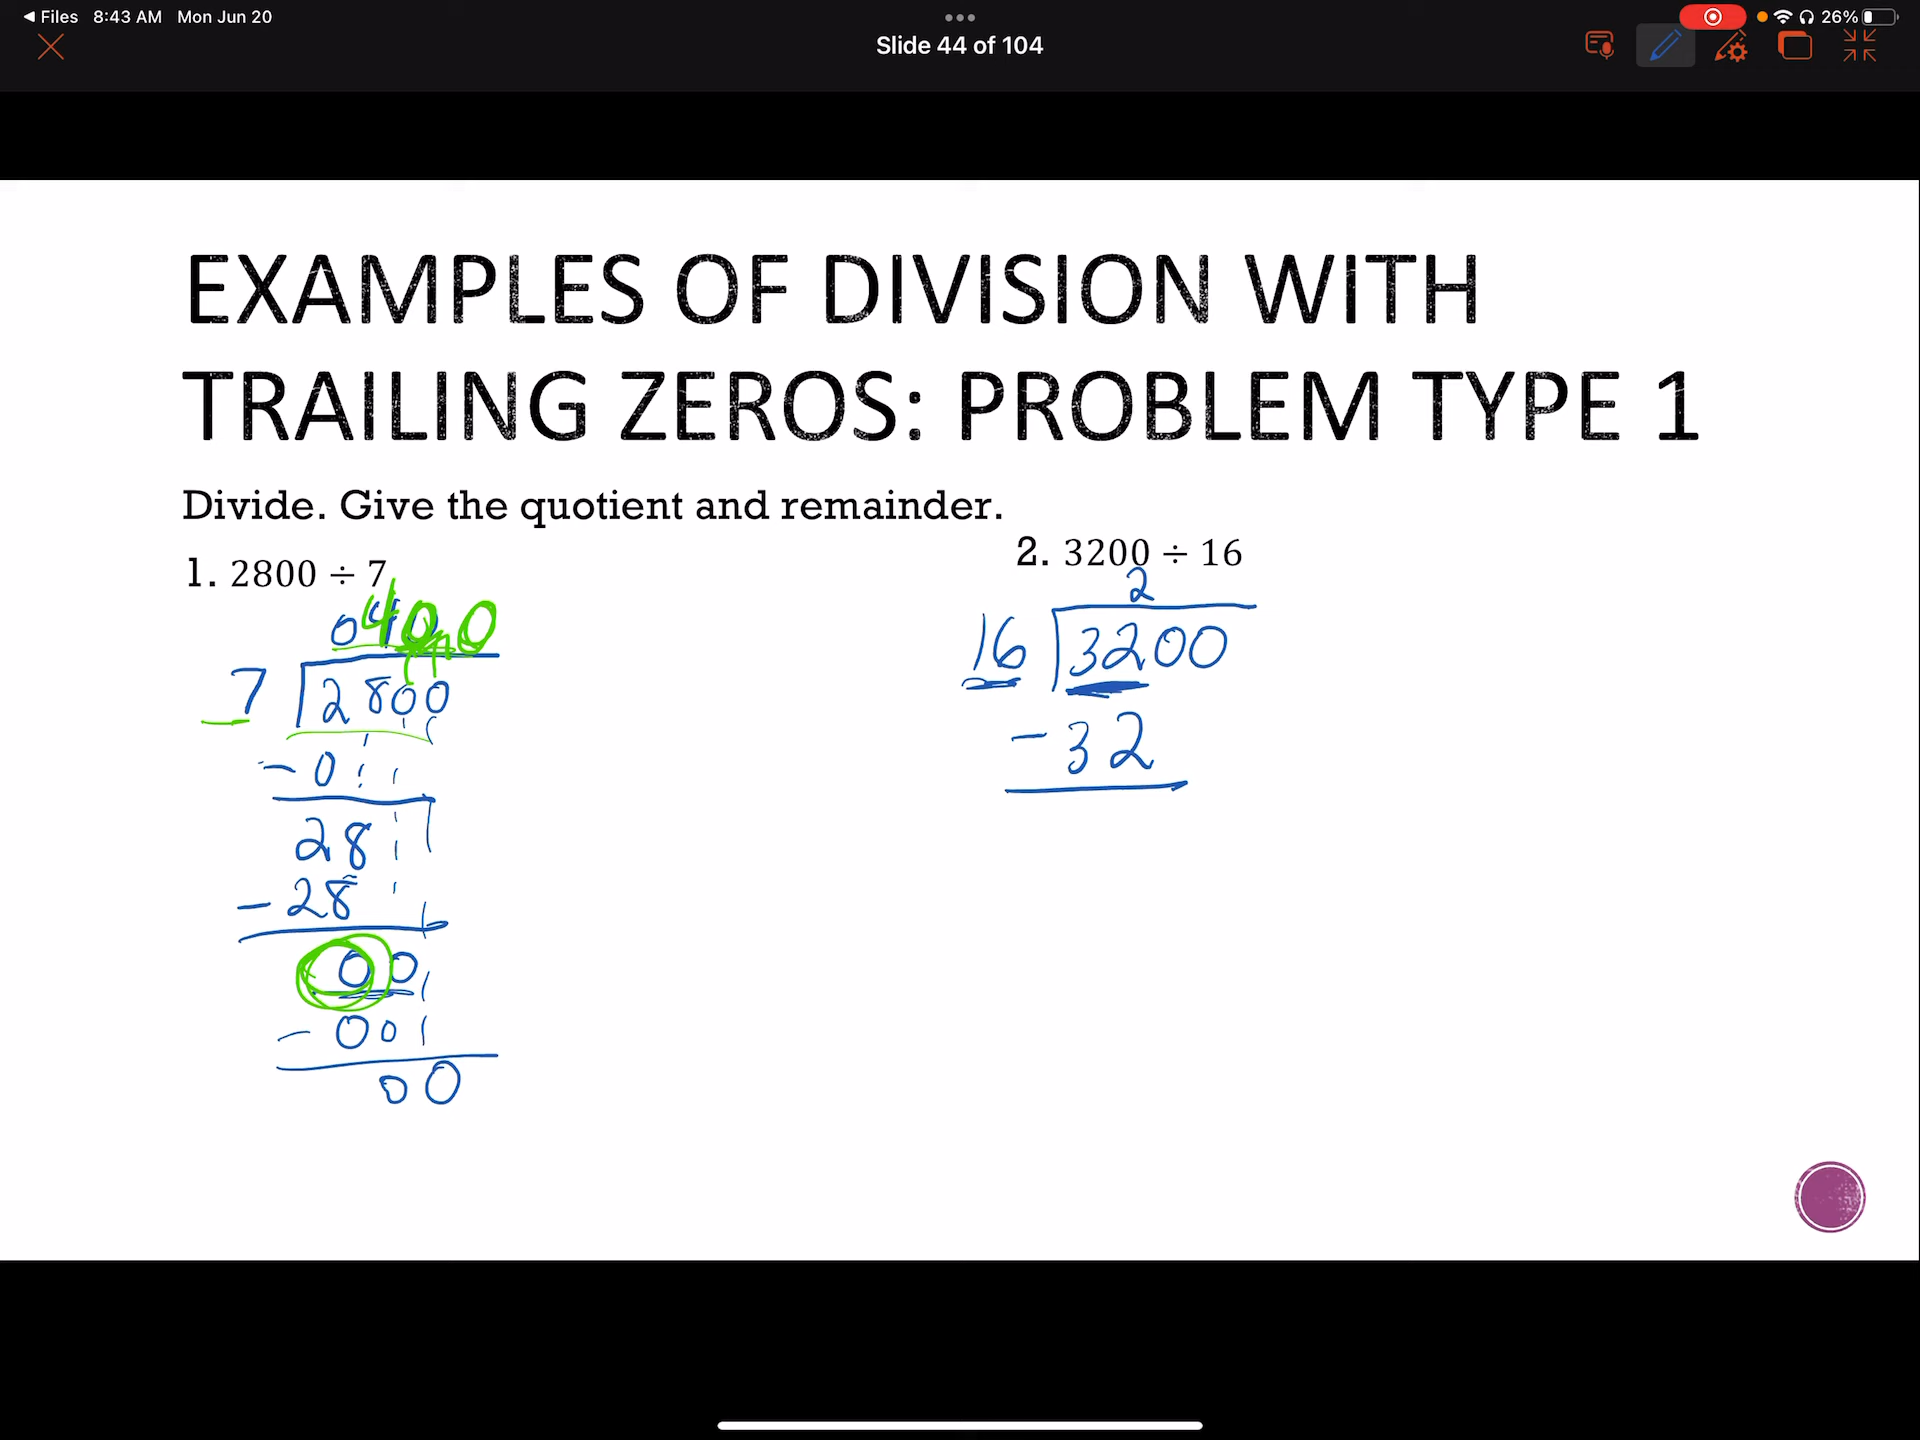 Files 8:43 AM Mon Jun 20
26%
Slide 44 of 104
EXAMPLES OF DIVISION WITH
TRAILING ZEROS: PROBLEM TYPE 1
Divide. Give the quotient and remainder.
1. 2800 ÷ 7
0400
7 2800
- 0
28
- 28
00
- 00
00
2. 3200 ÷ 16
2
16 3200
- 32